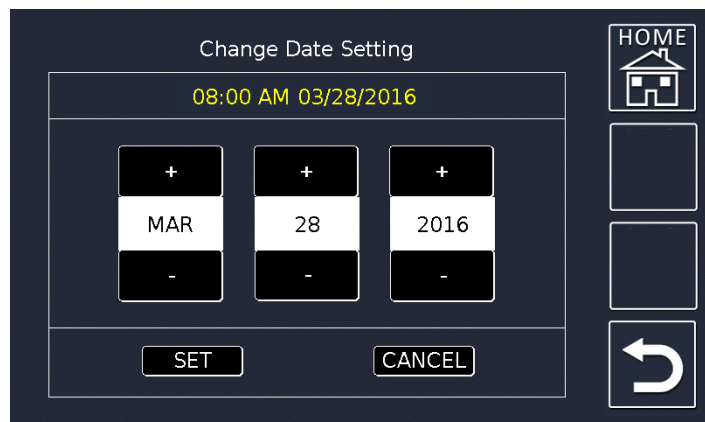 Change Date Setting
HOME
08:00 AM 03/28/2016
+ + +
MAR 28 2016
- - -
SET CANCEL